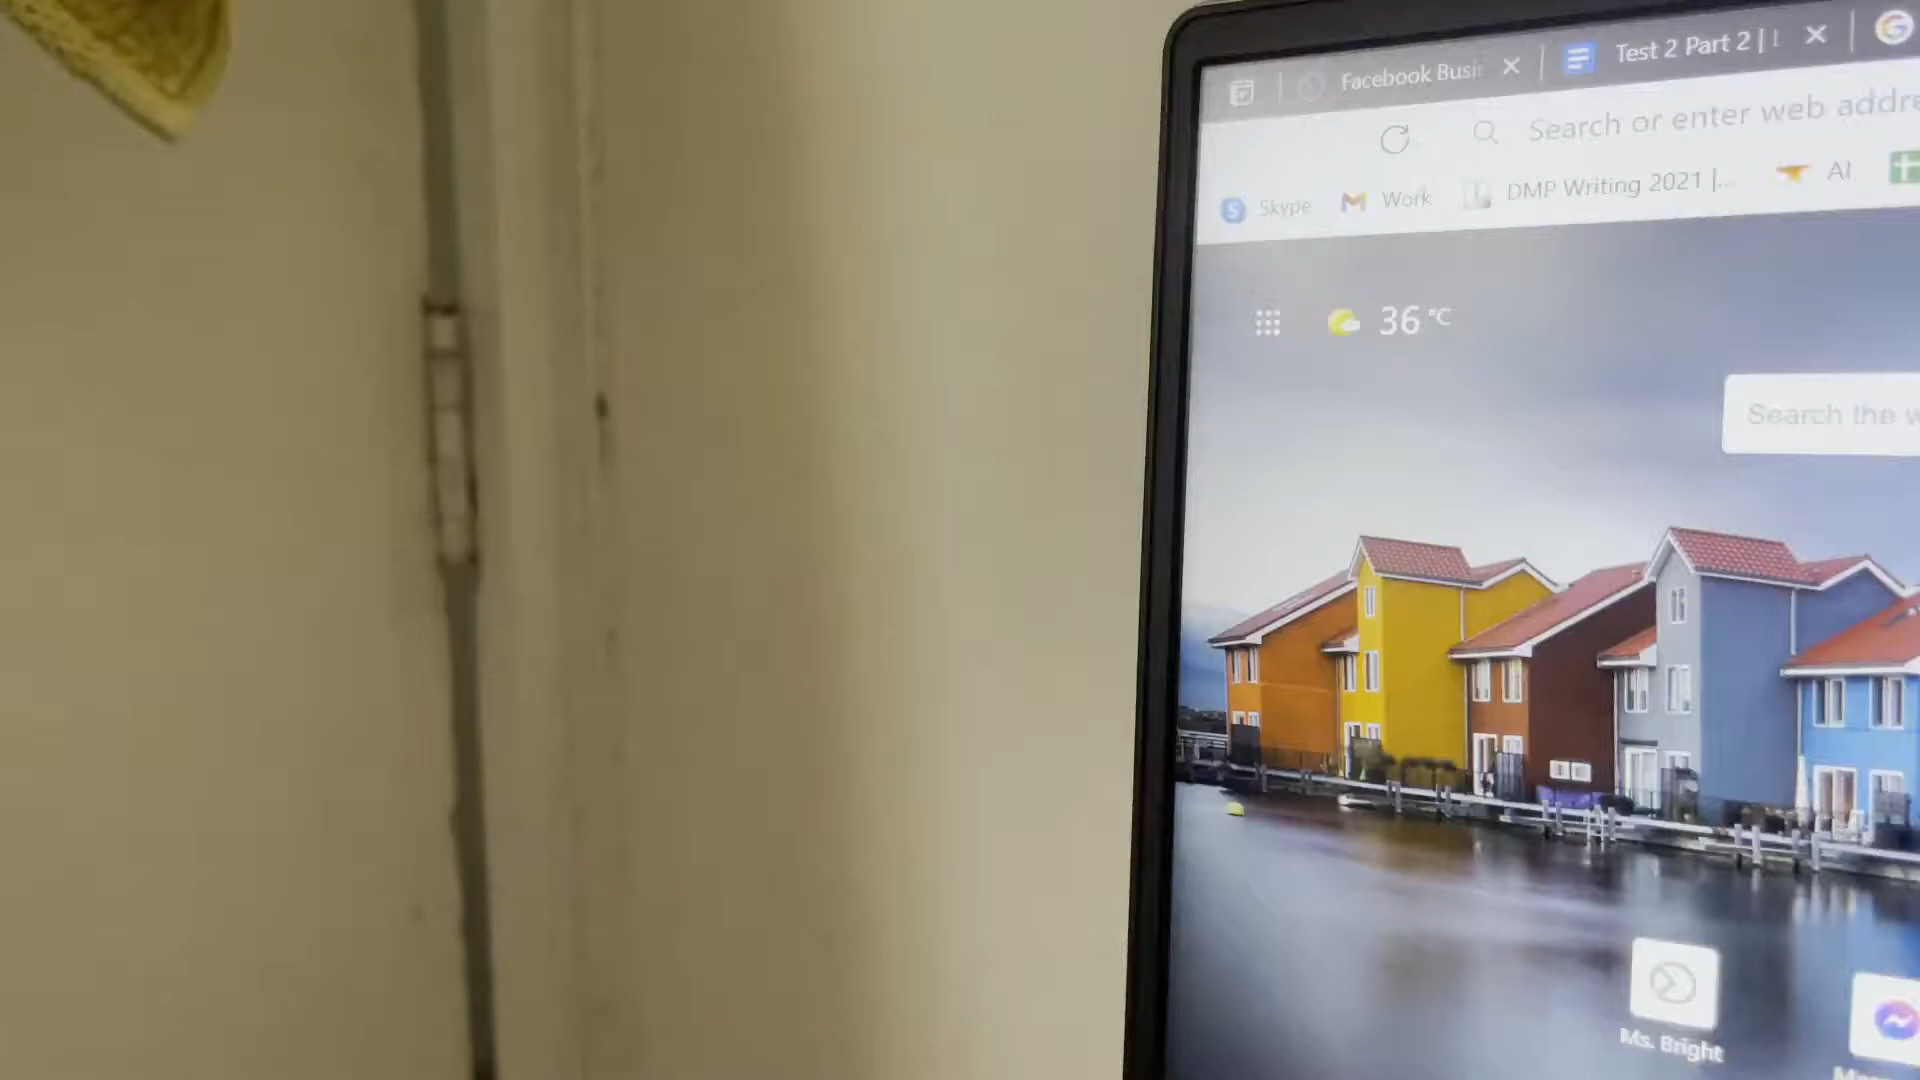 Facebook Busi
Test 2 Part 2 |
Search or enter web addre
Skype
Work
DMP Writing 2021 |...
36 °C
Search the w
Ms. Bright